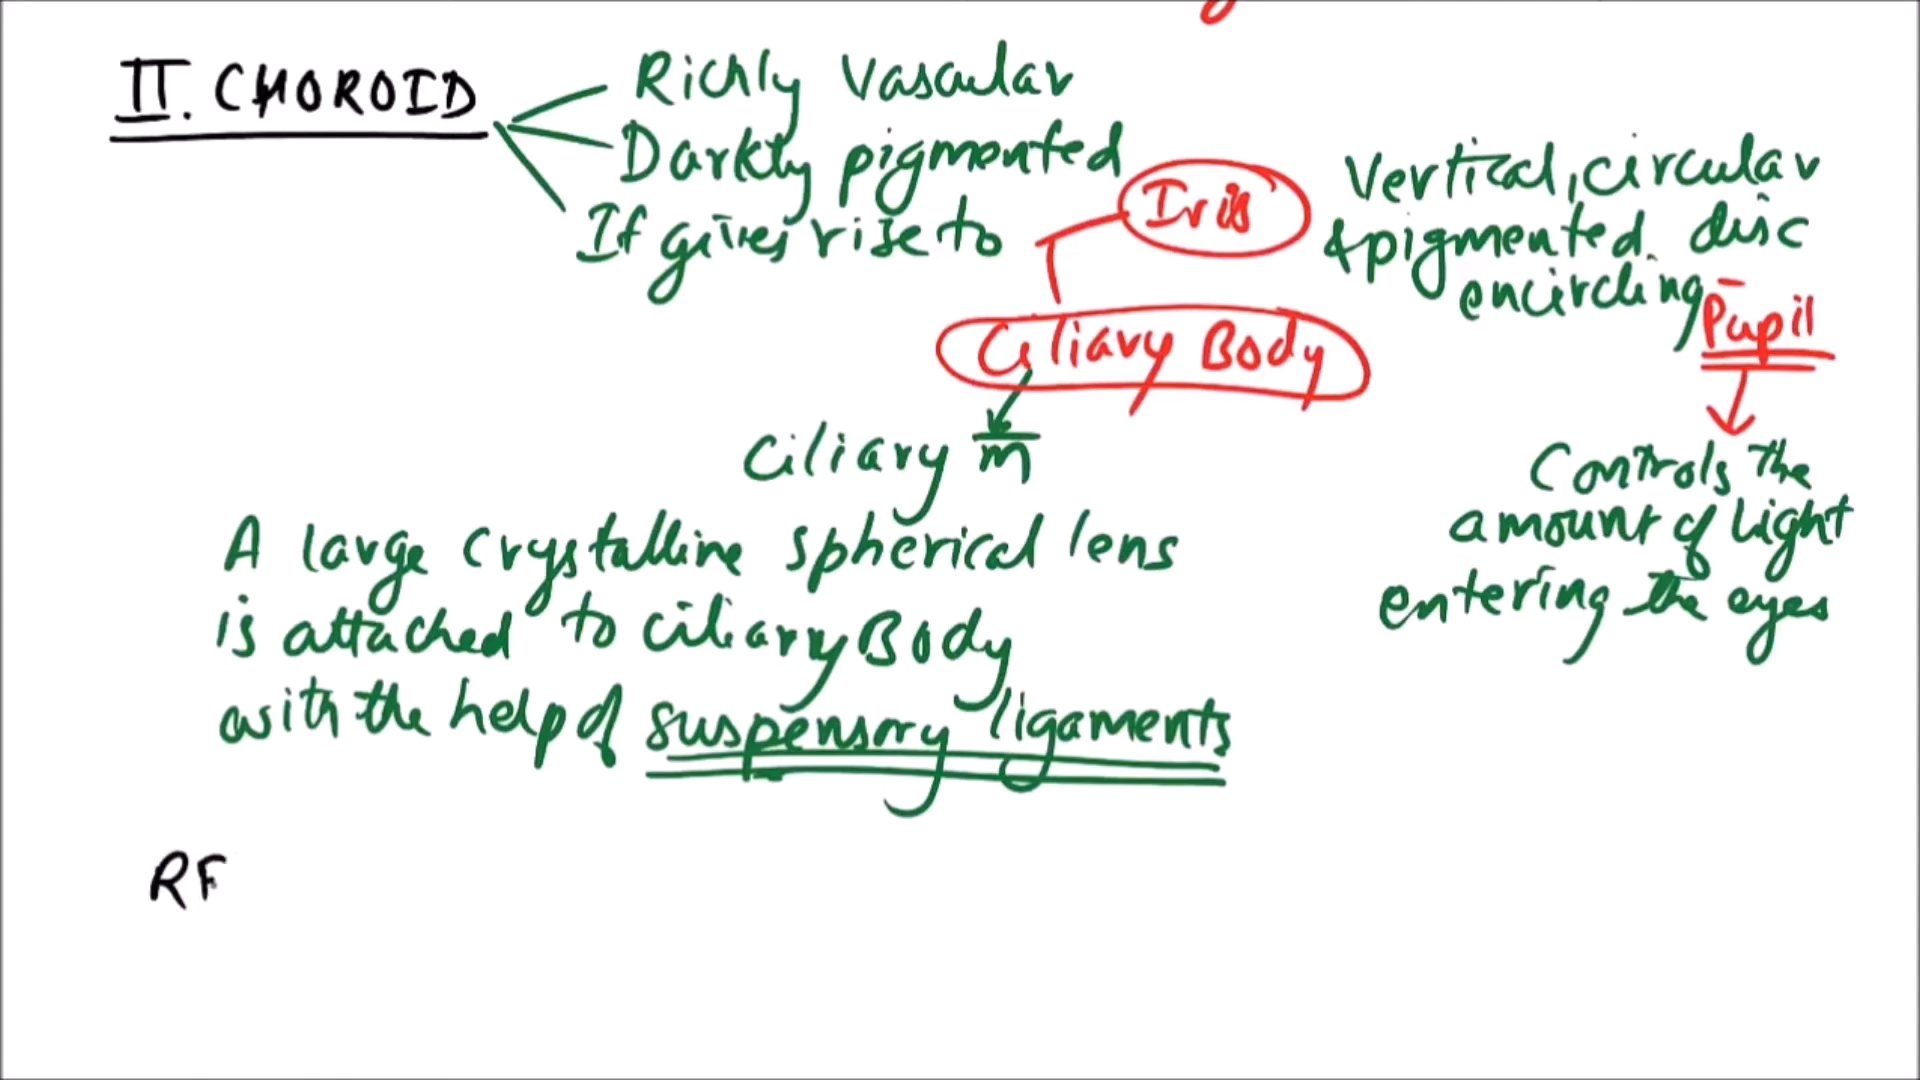 II. CHOROID
Richly Vascular
Darkly pigmented
If gives rise to
Iris
Ciliary Body
Vertical, circular
& pigmented disc
encircling
Pupil
Controls the
amount of light
entering the eyes
Ciliary m
A large crystalline spherical lens
is attached to ciliary Body
with the help of suspensory ligaments
RF